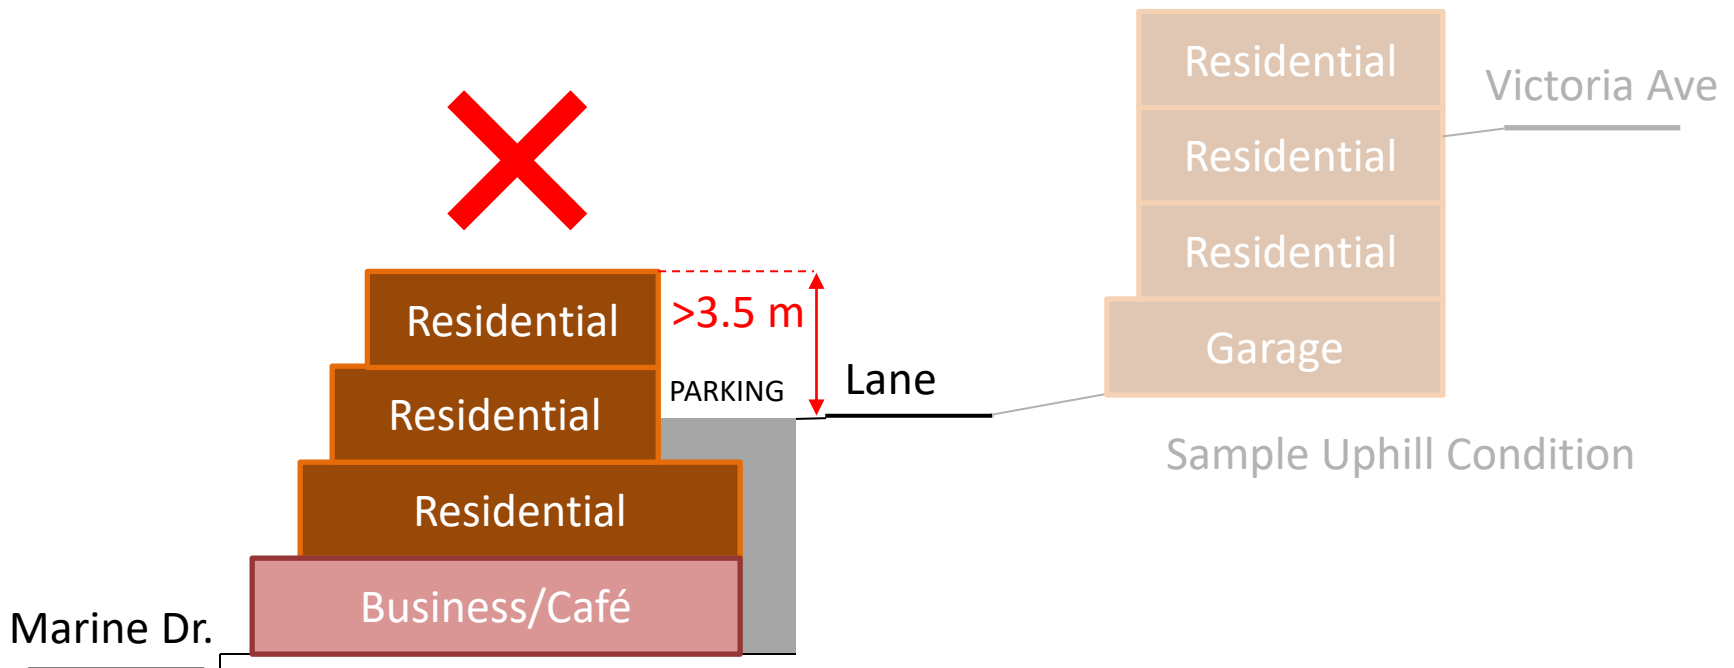 Residential
Victoria Ave
Residential
Residential
Residential
>3.5 m
Garage
Lane
PARKING
Residential
Sample Uphill Condition
Residential
Business/Café
Marine Dr.